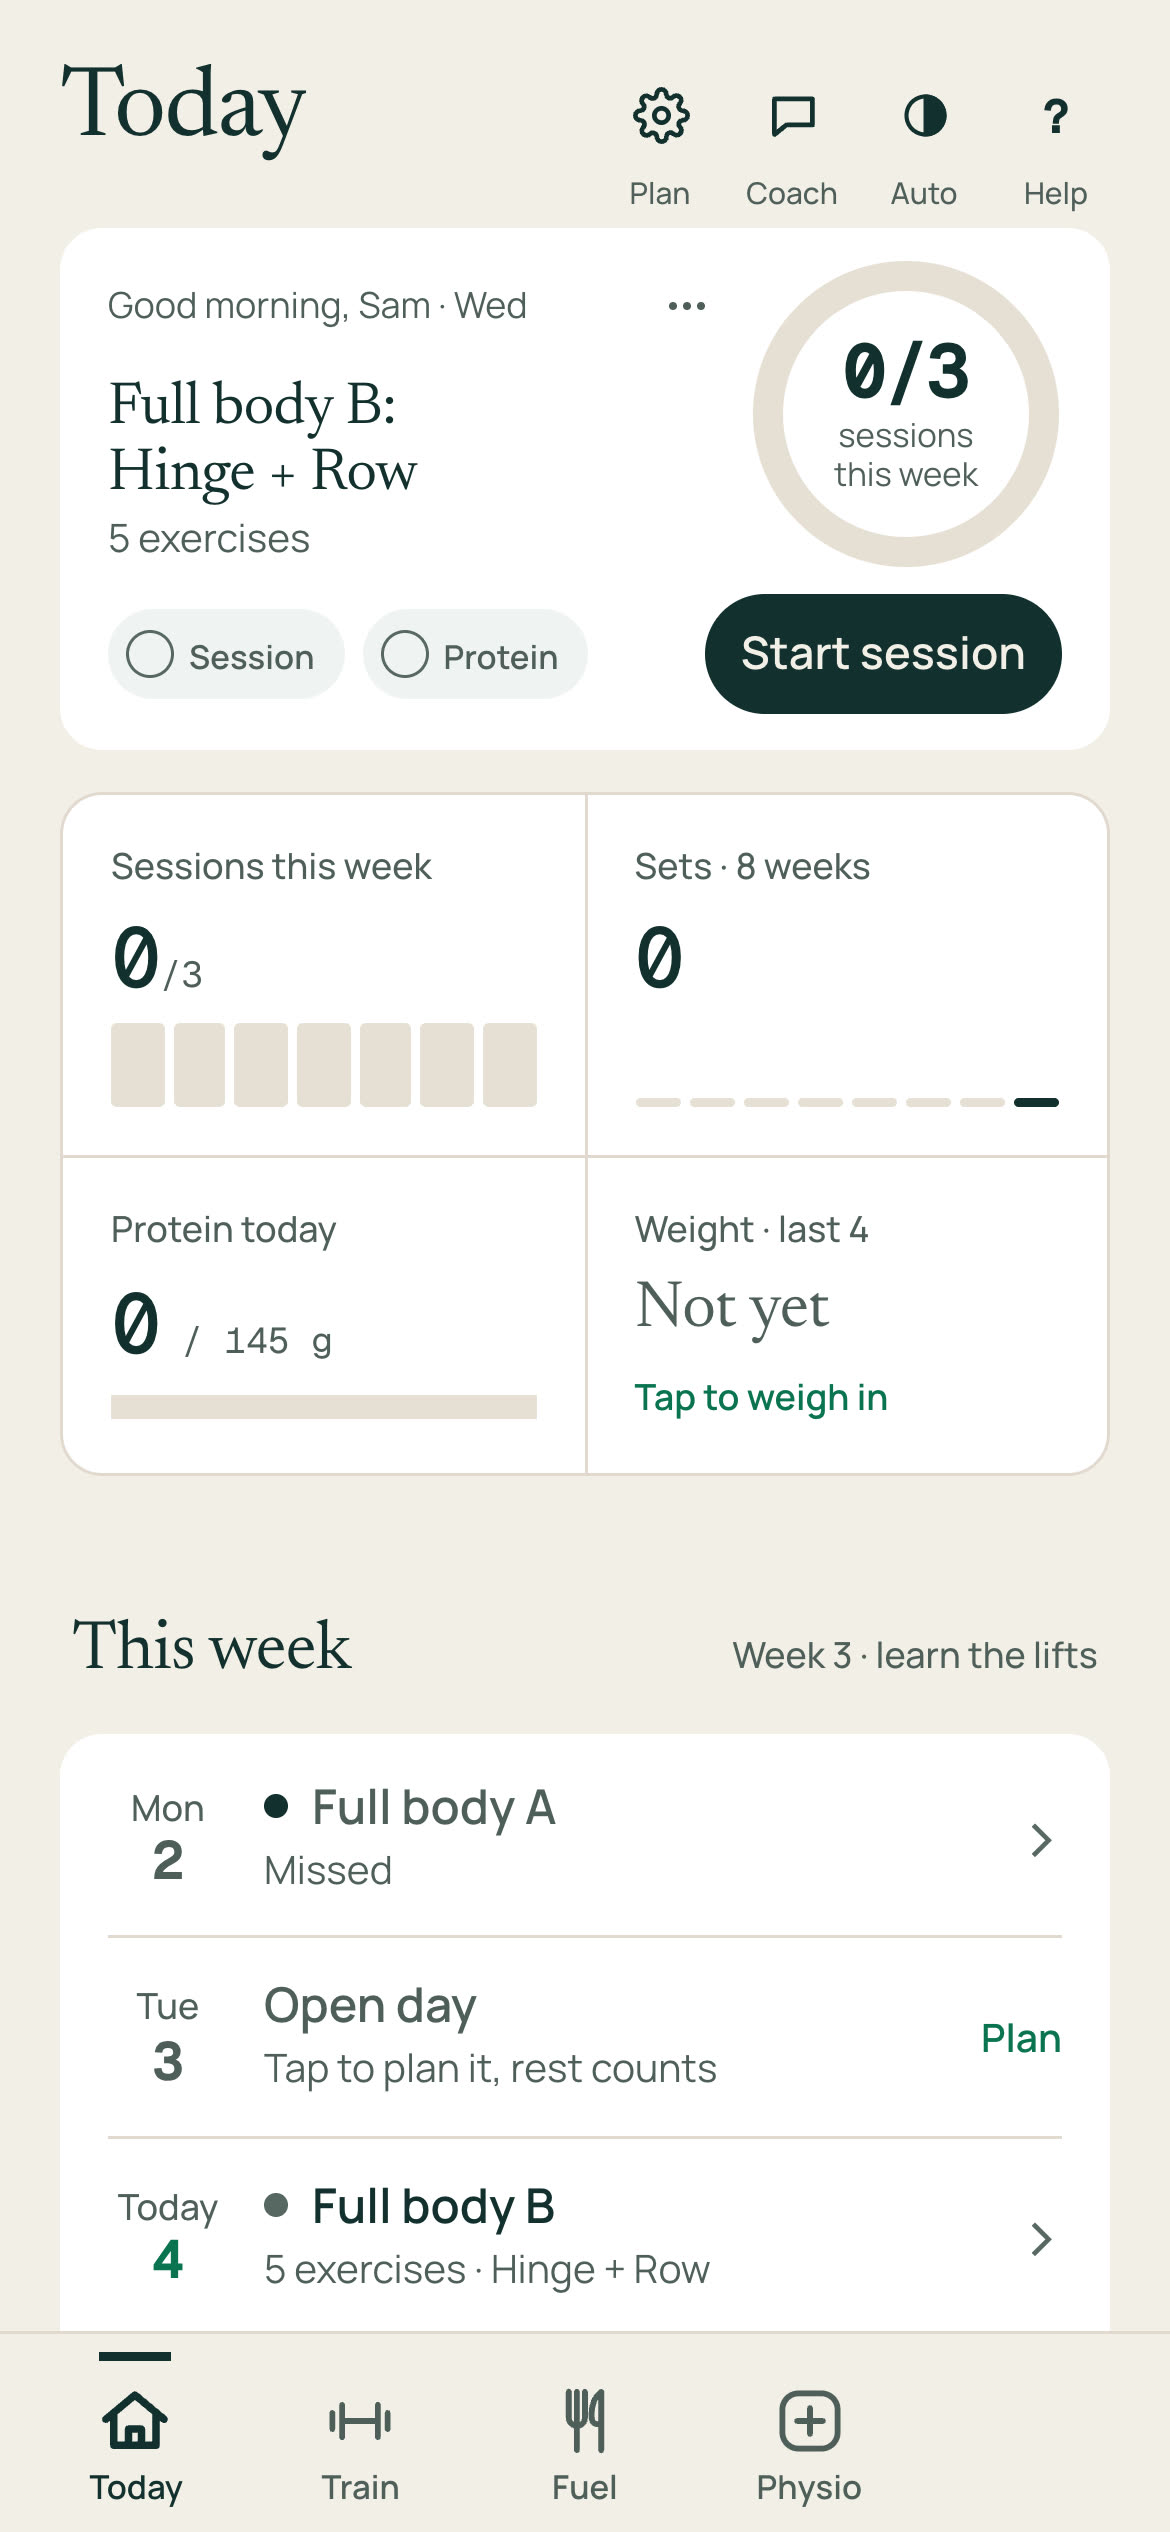 Today
Plan
Coach
Auto
?
Help
Good morning, Sam · Wed
Full body B:
Hinge + Row
5 exercises
0/3
sessions
this week
Session
Protein
Start session
Sessions this week
0/3
Sets · 8 weeks
0
Protein today
0 / 145 g
Weight · last 4
Not yet
Tap to weigh in
This week
Week 3 · learn the lifts
Mon
2
Full body A
Missed
Tue
3
Open day
Tap to plan it, rest counts
Plan
Today
4
Full body B
5 exercises · Hinge + Row
Today
Train
Fuel
Physio